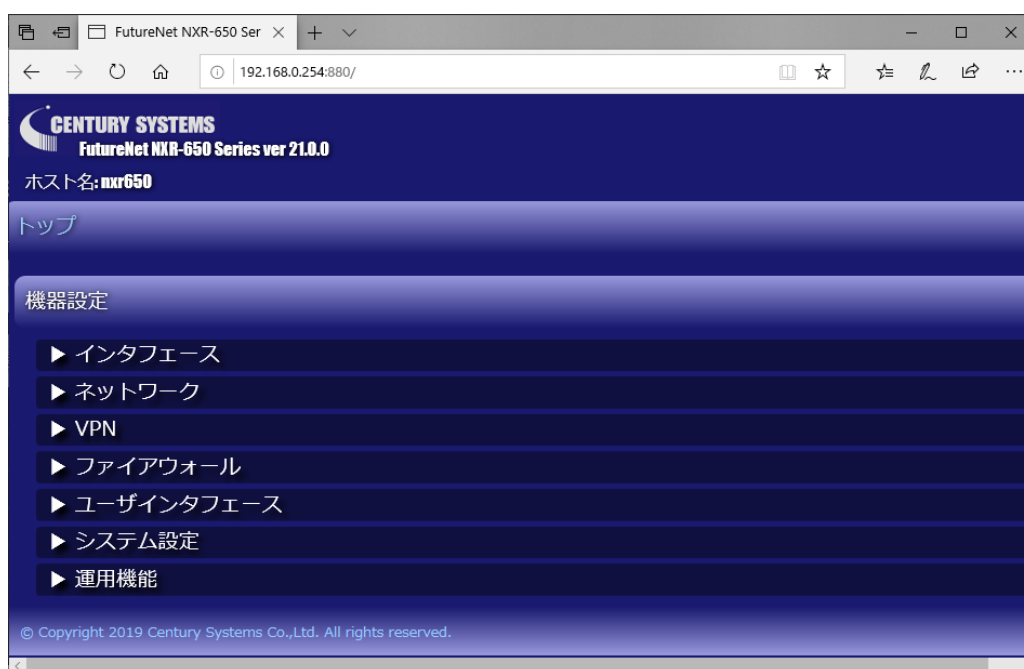 FutureNet NXR-650 Ser
192.168.0.254:880/
CENTURY SYSTEMS
FutureNet NXR-650 Series ver 21.0.0
ホスト名: nxr650
トップ
機器設定
▶ インタフェース
▶ ネットワーク
▶ VPN
▶ ファイアウォール
▶ ユーザインタフェース
▶ システム設定
▶ 運用機能
© Copyright 2019 Century Systems Co.,Ltd. All rights reserved.